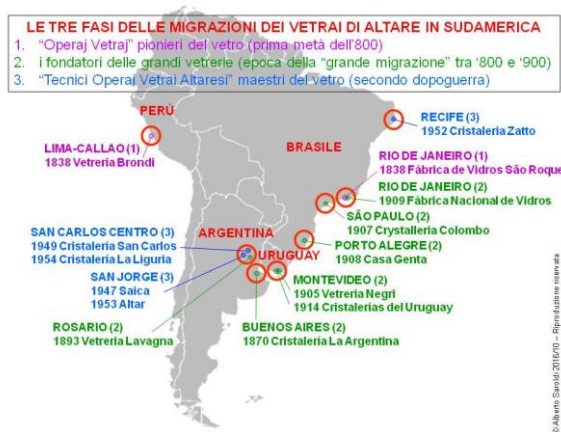 LE TRE FASI DELLE MIGRAZIONI DEI VETRAI DI ALTARE IN SUDAMERICA
1. “Operaj Vetraj” pionieri del vetro (prima metà dell'800)
2. i fondatori delle grandi vetrerie (epoca della “grande migrazione” tra '800 e '900)
3. “Tecnici Operaj Vetrai Altaresi” maestri del vetro (secondo dopoguerra)
PERÙ
LIMA-CALLAO (1)
1838 Vetreria Brondi
RECIFE (3)
1952 Cristaleria Zatto
BRASILE
RIO DE JANEIRO (1)
1838 Fábrica de Vidros São Roque
RIO DE JANEIRO (2)
1909 Fábrica Nacional de Vidros
SÃO PAULO (2)
1907 Crystalleria Colombo
PORTO ALEGRE (2)
1908 Casa Genta
SAN CARLOS CENTRO (3)
1949 Cristalería San Carlos
1954 Cristalería La Liguria
ARGENTINA
URUGUAY
SAN JORGE (3)
1947 Saica
1953 Altar
MONTEVIDEO (2)
1905 Vetreria Negri
1914 Cristalerías del Uruguay
ROSARIO (2)
1893 Vetreria Lavagna
BUENOS AIRES (2)
1870 Cristalería La Argentina
© Alberto Saroldi 2016/10 – Riproduzione riservata